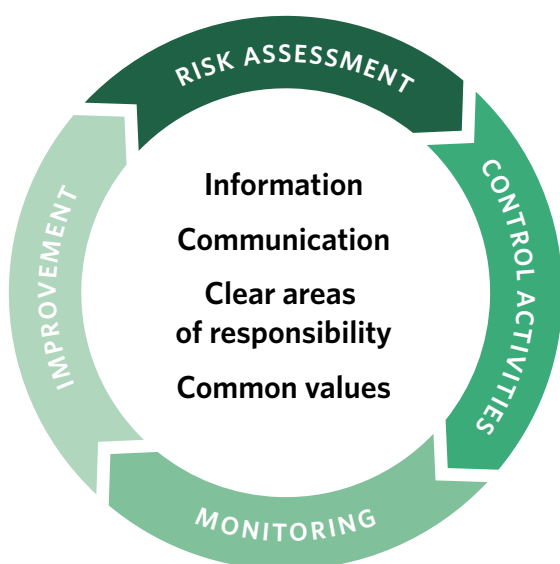 RISK ASSESSMENT
CONTROL ACTIVITIES
MONITORING
IMPROVEMENT
Information
Communication
Clear areas
of responsibility
Common values